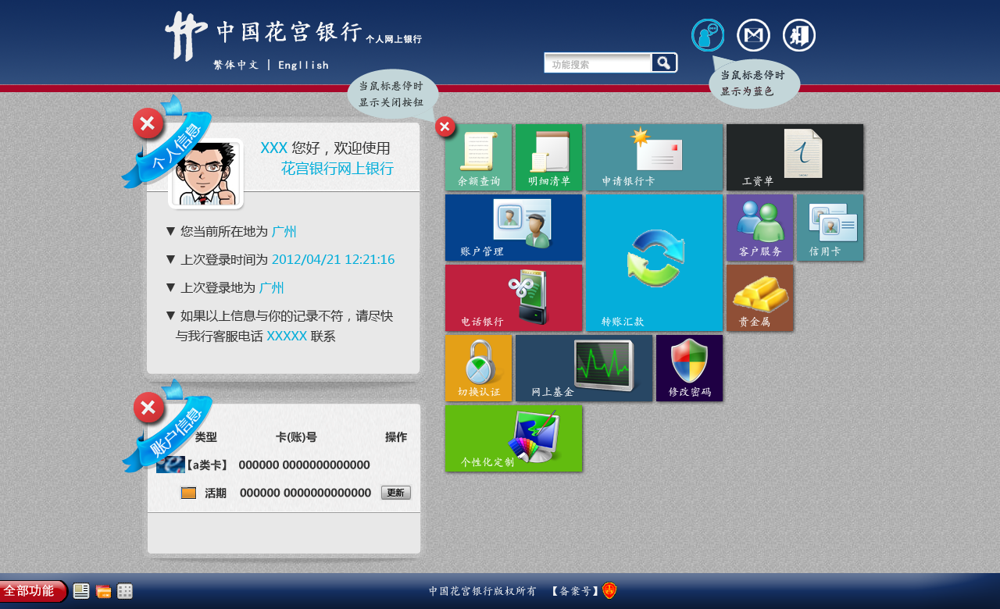 中国花宫银行 个人网上银行
繁体中文 | Engllish
功能搜索
当鼠标悬停时
显示关闭按钮
当鼠标悬停时
显示为蓝色
个人信息
XXX 您好，欢迎使用
花宫银行网上银行
▼ 您当前所在地为 广州
▼ 上次登录时间为 2012/04/21 12:21:16
▼ 上次登录地为 广州
▼ 如果以上信息与你的记录不符，请尽快
与我行客服电话 XXXXX 联系
账户信息
类型 卡(账)号 操作
【a类卡】 000000 0000000000000
活期 000000 0000000000000 更新
余额查询
明细清单
申请银行卡
工资单
账户管理
转账汇款
客户服务
信用卡
电话银行
贵金属
切换认证
网上基金
修改密码
个性化定制
全部功能
中国花宫银行版权所有 【备案号】